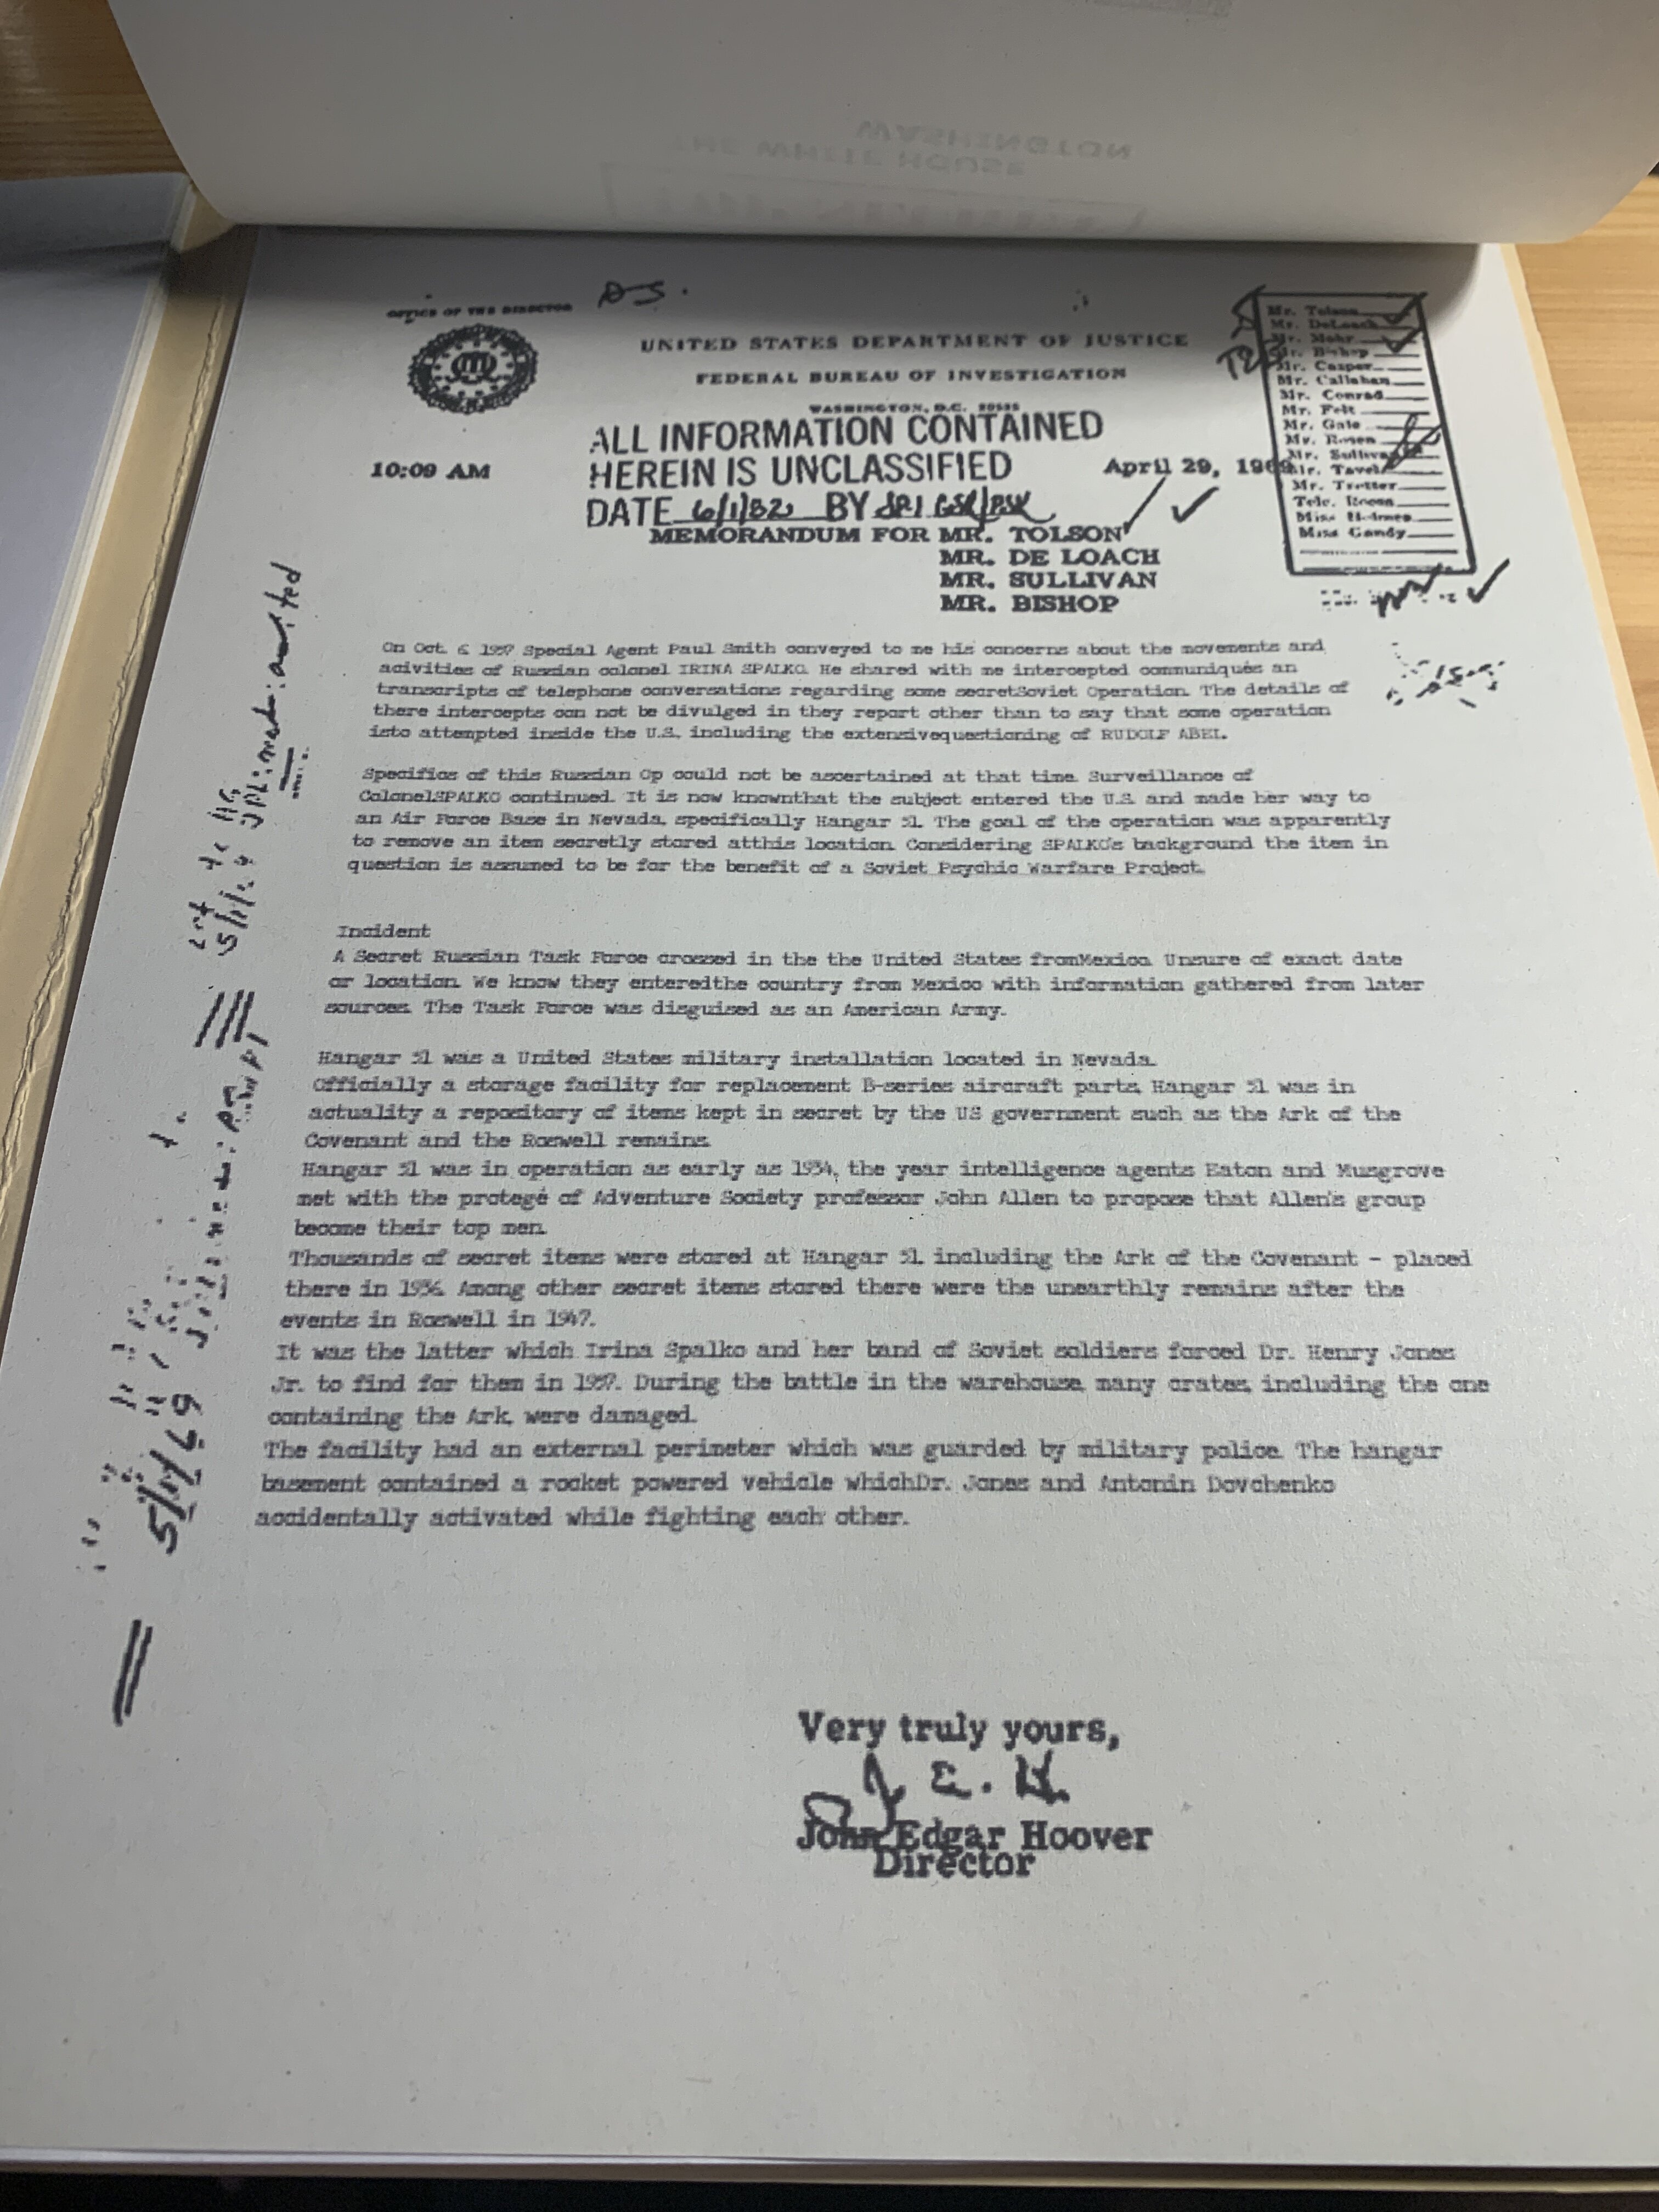 WASHINGTON
THE WHITE HOUSE
OFFICE OF THE DIRECTOR
UNITED STATES DEPARTMENT OF JUSTICE
FEDERAL BUREAU OF INVESTIGATION
WASHINGTON, D.C. 20535
ALL INFORMATION CONTAINED
HEREIN IS UNCLASSIFIED
DATE 6/1/82 BY
10:09 AM
April 29, 1969
Mr. Tolson
Mr. DeLoach
Mr. Mohr
Mr. Bishop
Mr. Casper
Mr. Callahan
Mr. Conrad
Mr. Felt
Mr. Gale
Mr. Rosen
Mr. Sullivan
Mr. Tavel
Mr. Trotter
Tele. Room
Miss Holmes
Miss Gandy
MEMORANDUM FOR MR. TOLSON
MR. DE LOACH
MR. SULLIVAN
MR. BISHOP
On Oct. 6, 1957 Special Agent Paul Smith conveyed to me his concerns about the movements and
acivities of Russian colonel IRINA SPALKO. He shared with me intercepted communiqués an
transcripts of telephone conversations regarding some secretSoviet Operation. The details of
there intercepts can not be divulged in they report other than to say that some operation
isto attempted inside the U.S., including the extensivequestioning of RUDOLF ABEL.
Specifics of this Russian Op could not be ascertained at that time. Surveillance of
ColonelSPALKO continued. It is now knownthat the subject entered the U.S. and made her way to
an Air Force Base in Nevada, specifically Hangar 51. The goal of the operation was apparently
to remove an item secretly stored atthis location. Considering SPALKO's background the item in
question is assumed to be for the benefit of a Soviet Psychic Warfare Project.
Incident
A Secret Russian Task Force crossed in the the United States fromMexico. Unsure of exact date
or location. We know they enteredthe country from Mexico with information gathered from later
sources. The Task Force was disguised as an American Army.
Hangar 51 was a United States military installation located in Nevada.
Officially a storage facility for replacement B-series aircraft parts, Hangar 51 was in
actuality a repository of items kept in secret by the US government such as the Ark of the
Covenant and the Roswell remains.
Hangar 51 was in operation as early as 1934, the year intelligence agents Eaton and Musgrove
met with the protegé of Adventure Society professor John Allen to propose that Allen's group
become their top men.
Thousands of secret items were stored at Hangar 51, including the Ark of the Covenant - placed
there in 1936. Among other secret items stored there were the unearthly remains after the
events in Roswell in 1947.
It was the latter which Irina Spalko and her band of Soviet soldiers forced Dr. Henry Jones
Jr. to find for them in 1957. During the battle in the warehouse, many crates, including the one
containing the Ark, were damaged.
The facility had an external perimeter which was guarded by military police. The hangar
basement contained a rocket powered vehicle whichDr. Jones and Antonin Dovchenko
accidentally activated while fighting each other.
5/11/69
Very truly yours,
J. E. H.
John Edgar Hoover
Director